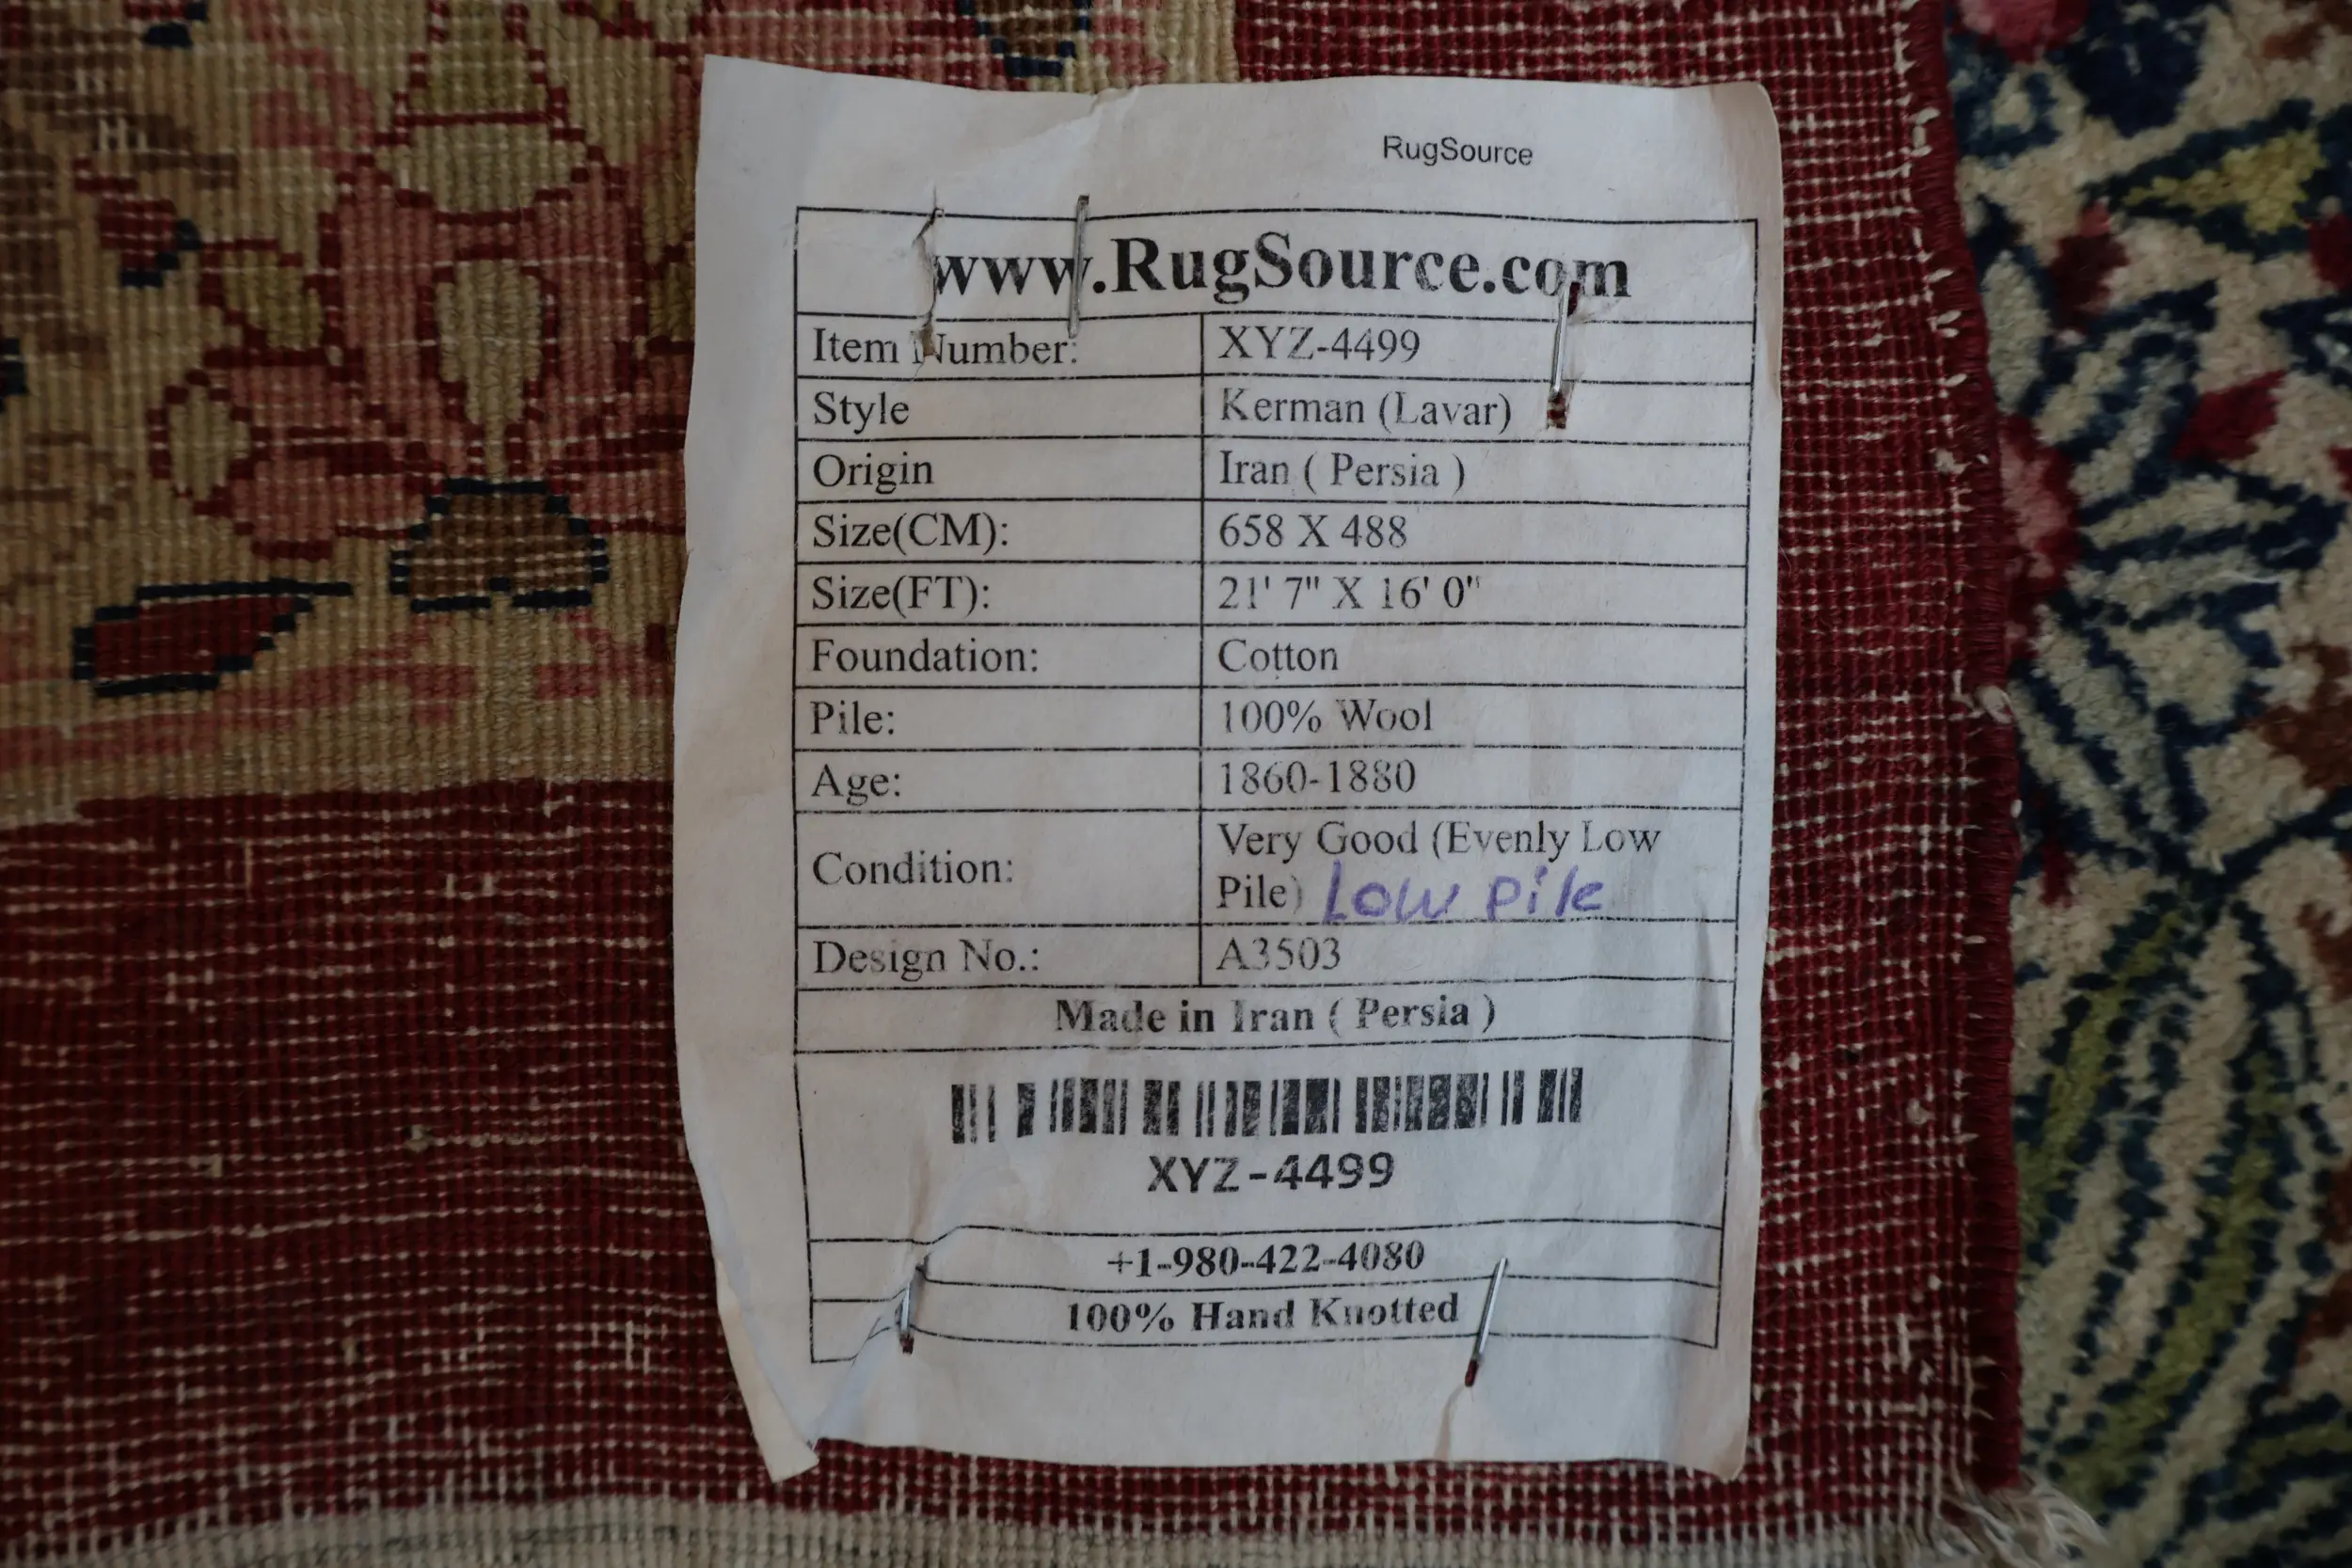 RugSource
www.RugSource.com
Item Number: XYZ-4499
Style Kerman (Lavar)
Origin Iran ( Persia )
Size(CM): 658 X 488
Size(FT): 21' 7" X 16' 0"
Foundation: Cotton
Pile: 100% Wool
Age: 1860-1880
Condition: Very Good (Evenly Low
Pile) Low pile
Design No.: A3503
Made in Iran ( Persia )
XYZ-4499
+1-980-422-4080
100% Hand Knotted